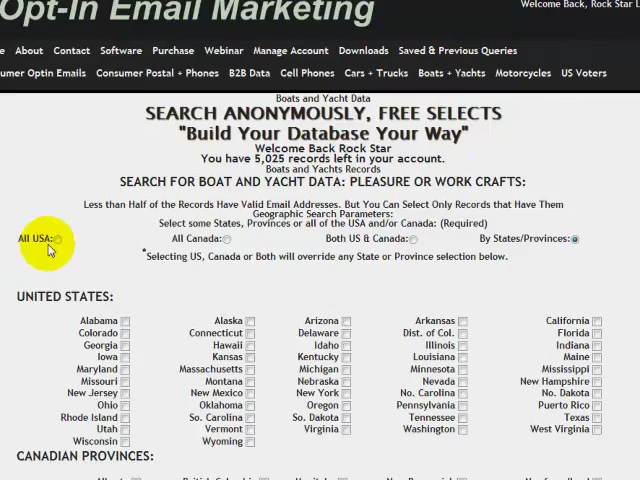 Opt-In Email Marketing
Welcome Back, Rock Star
About Contact Software Purchase Webinar Manage Account Downloads Saved & Previous Queries
Optin Emails Consumer Postal + Phones B2B Data Cell Phones Cars + Trucks Boats + Yachts Motorcycles US Voters
Boats and Yacht Data
SEARCH ANONYMOUSLY, FREE SELECTS
"Build Your Database Your Way"
Welcome Back Rock Star
You have 5,025 records left in your account.
Boats and Yachts Records
SEARCH FOR BOAT AND YACHT DATA: PLEASURE OR WORK CRAFTS:
Less than Half of the Records Have Valid Email Addresses. But You Can Select Only Records that Have Them
Geographic Search Parameters:
Select some States, Provinces or all of the USA and/or Canada: (Required)
All USA: All Canada: Both US & Canada: By States/Provinces:
*Selecting US, Canada or Both will override any State or Province selection below.
UNITED STATES:
Alabama Alaska Arizona Arkansas California
Colorado Connecticut Delaware Dist. of Col. Florida
Georgia Hawaii Idaho Illinois Indiana
Iowa Kansas Kentucky Louisiana Maine
Maryland Massachusetts Michigan Minnesota Mississippi
Missouri Montana Nebraska Nevada New Hampshire
New Jersey New Mexico New York No. Carolina No. Dakota
Ohio Oklahoma Oregon Pennsylvania Puerto Rico
Rhode Island So. Carolina So. Dakota Tennessee Texas
Utah Vermont Virginia Washington West Virginia
Wisconsin Wyoming
CANADIAN PROVINCES: